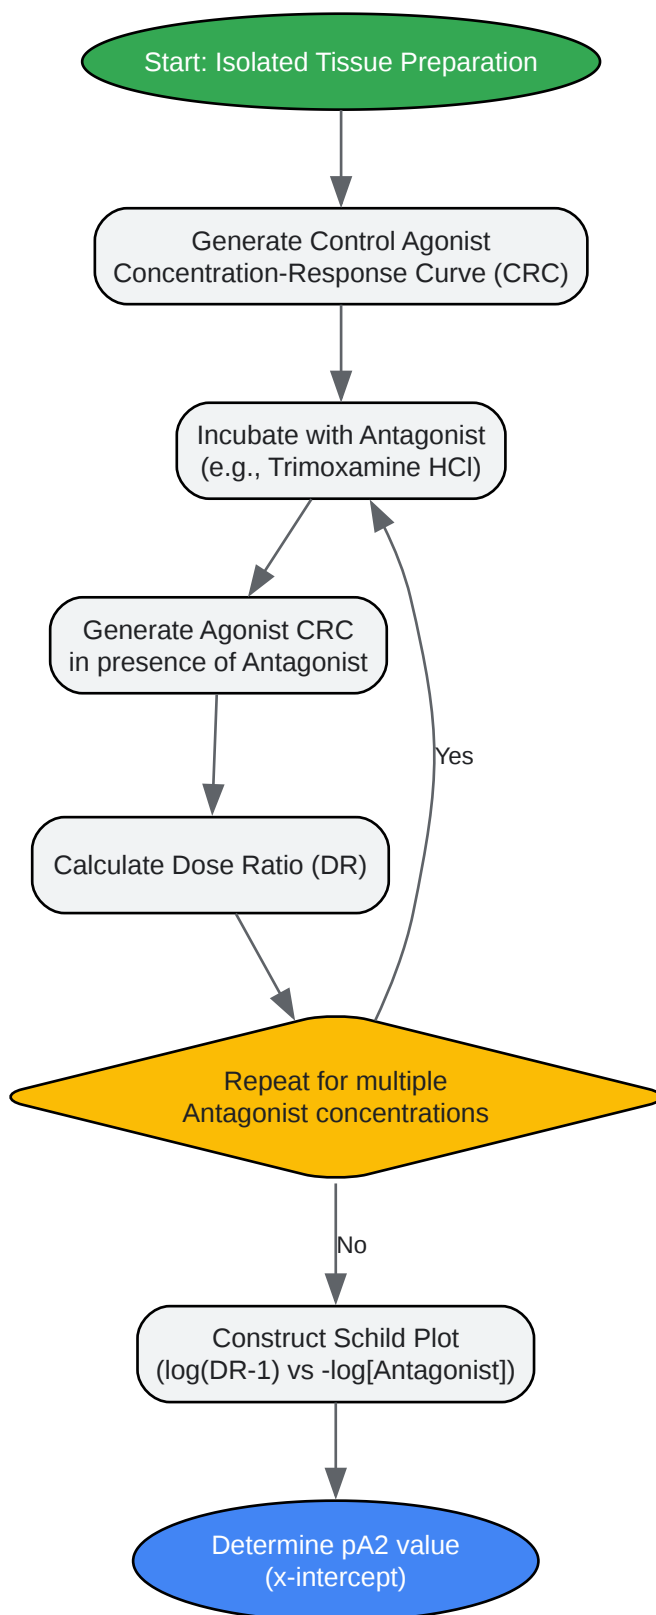 Start: Isolated Tissue Preparation
Generate Control Agonist
Concentration-Response Curve (CRC)
Incubate with Antagonist
(e.g., Trimoxamine HCl)
Generate Agonist CRC
in presence of Antagonist
Yes
Calculate Dose Ratio (DR)
Repeat for multiple
Antagonist concentrations
No
Construct Schild Plot
(log(DR-1) vs -log[Antagonist])
Determine pA2 value
(x-intercept)